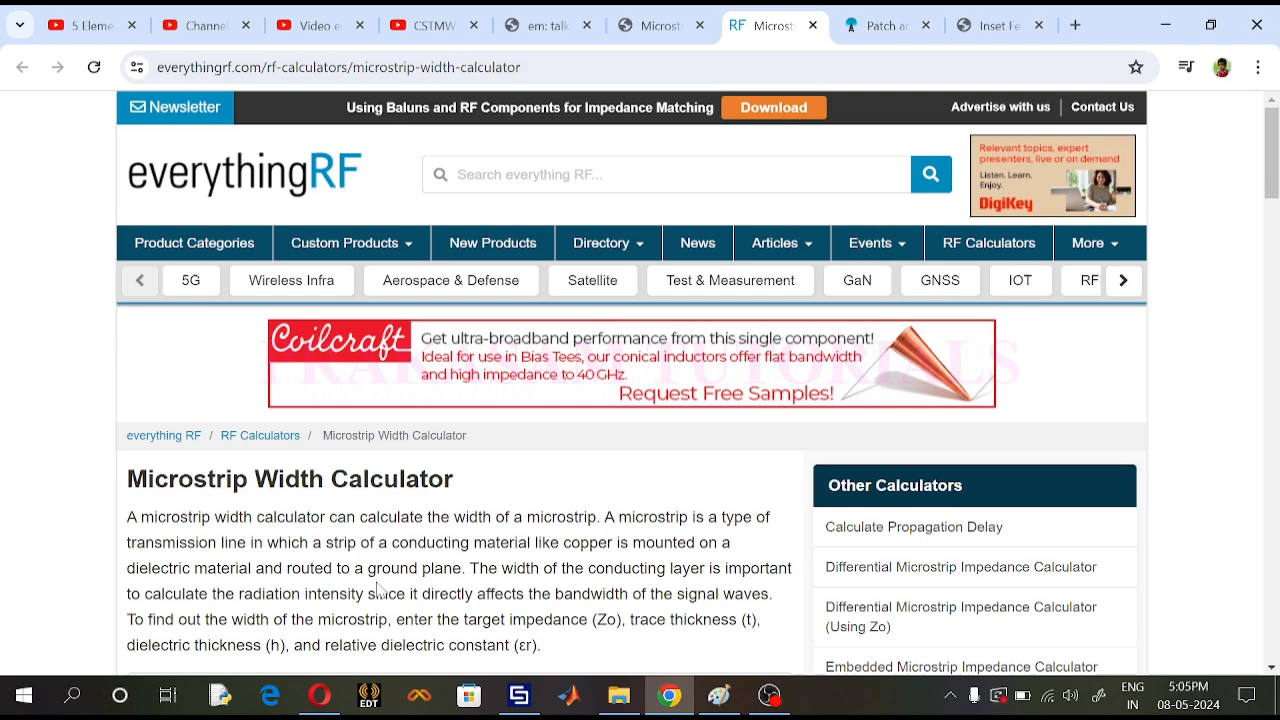 5 Eleme
Channel
Video e
CSTMW
em: talk
Microst
Microst
Patch a
Inset Fe
everythingrf.com/rf-calculators/microstrip-width-calculator
Newsletter
Using Baluns and RF Components for Impedance Matching
Download
Advertise with us
Contact Us
everythingRF
Search everything RF...
Relevant topics, expert
presenters, live or on demand
Listen. Learn.
Enjoy.
DigiKey
Product Categories
Custom Products
New Products
Directory
News
Articles
Events
RF Calculators
More
5G
Wireless Infra
Aerospace & Defense
Satellite
Test & Measurement
GaN
GNSS
IOT
RF
Coilcraft
Get ultra-broadband performance from this single component!
Ideal for use in Bias Tees, our conical inductors offer flat bandwidth
and high impedance to 40 GHz.
Request Free Samples!
TUTORIALS
everything RF / RF Calculators / Microstrip Width Calculator
Microstrip Width Calculator
A microstrip width calculator can calculate the width of a microstrip. A microstrip is a type of
transmission line in which a strip of a conducting material like copper is mounted on a
dielectric material and routed to a ground plane. The width of the conducting layer is important
to calculate the radiation intensity since it directly affects the bandwidth of the signal waves.
To find out the width of the microstrip, enter the target impedance (Zo), trace thickness (t),
dielectric thickness (h), and relative dielectric constant (εr).
Other Calculators
Calculate Propagation Delay
Differential Microstrip Impedance Calculator
Differential Microstrip Impedance Calculator
(Using Zo)
Embedded Microstrip Impedance Calculator
EDT
ENG
IN
5:05PM
08-05-2024